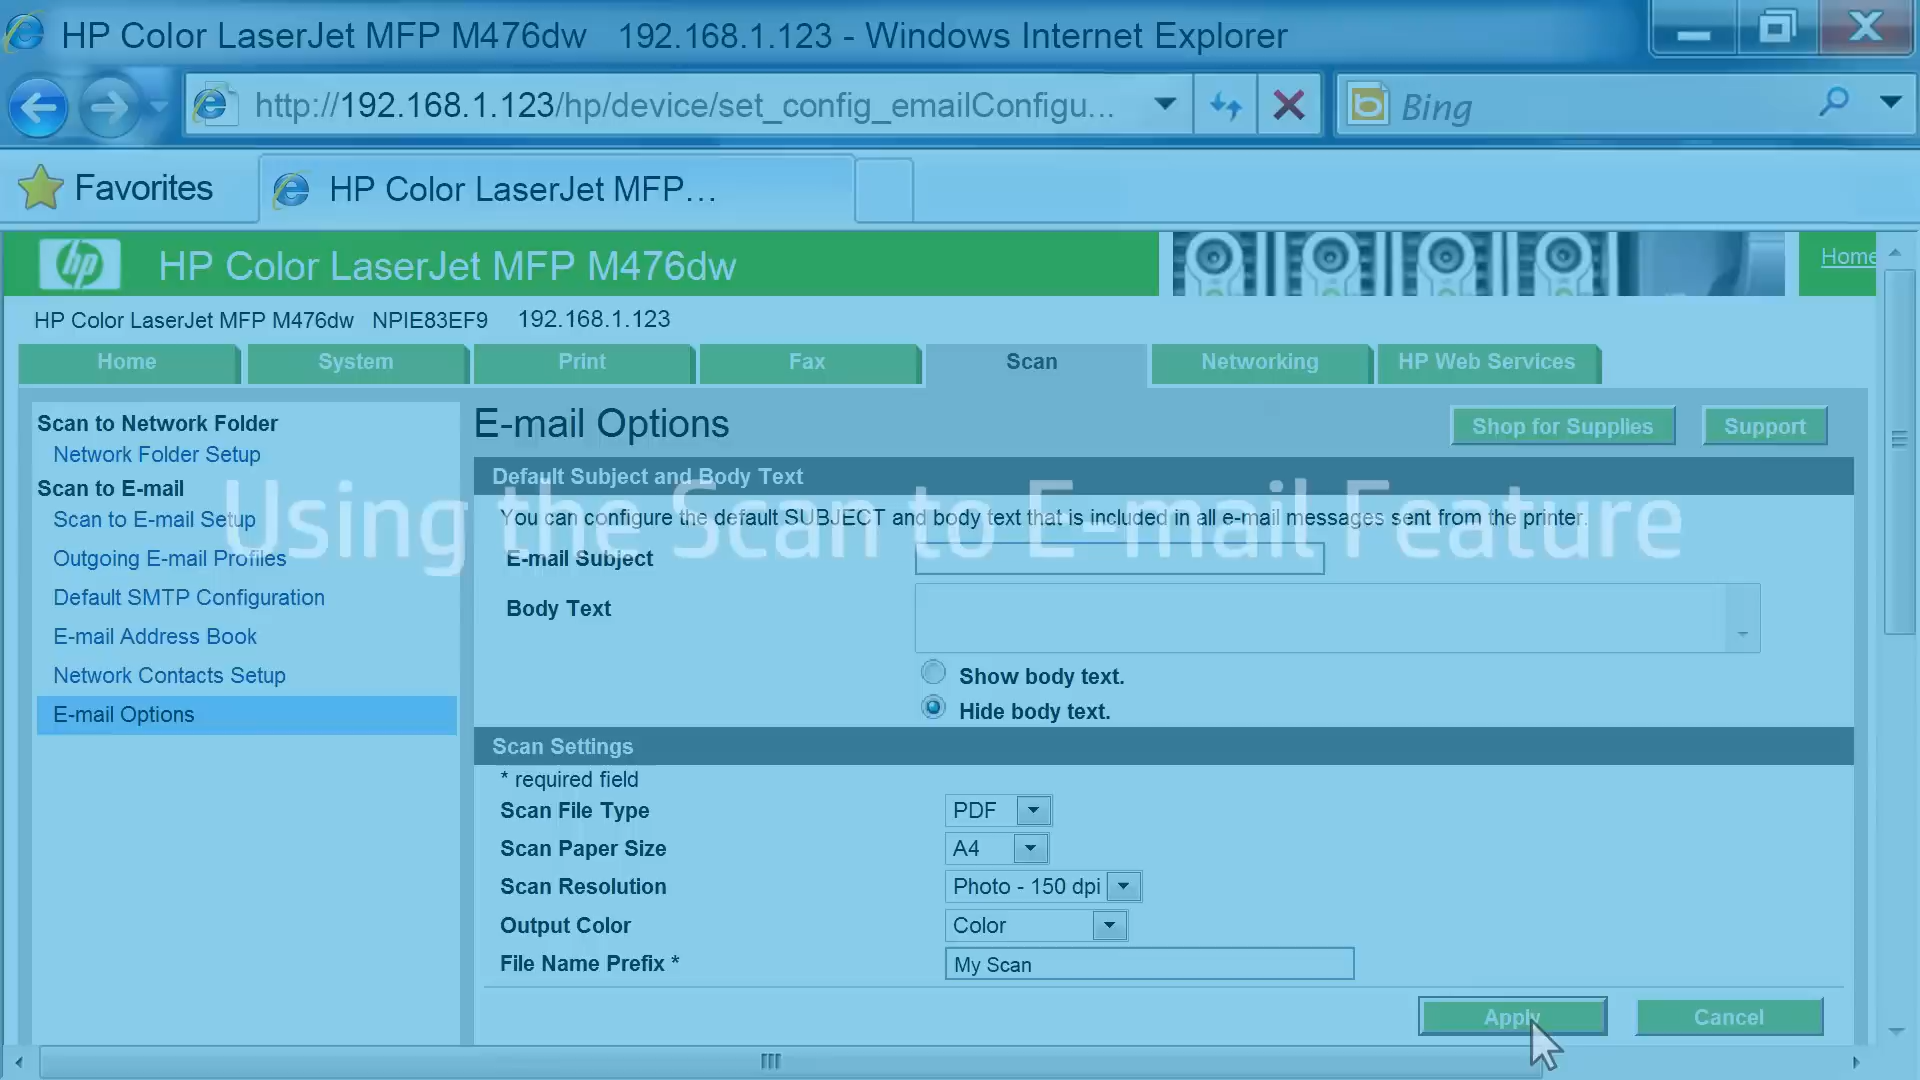 HP Color LaserJet MFP M476dw 192.168.1.123 - Windows Internet Explorer
http://192.168.1.123/hp/device/set_config_emailConfigu...
Bing
Favorites
HP Color LaserJet MFP...
hp
HP Color LaserJet MFP M476dw
Home
HP Color LaserJet MFP M476dw NPIE83EF9 192.168.1.123
Home
System
Print
Fax
Scan
Networking
HP Web Services
Scan to Network Folder
Network Folder Setup
Scan to E-mail
Scan to E-mail Setup
Outgoing E-mail Profiles
Default SMTP Configuration
E-mail Address Book
Network Contacts Setup
E-mail Options
E-mail Options
Shop for Supplies
Support
Default Subject and Body Text
Using the Scan to E-mail Feature
You can configure the default SUBJECT and body text that is included in all e-mail messages sent from the printer.
E-mail Subject
Body Text
Show body text.
Hide body text.
Scan Settings
* required field
Scan File Type PDF
Scan Paper Size A4
Scan Resolution Photo - 150 dpi
Output Color Color
File Name Prefix * My Scan
Apply
Cancel